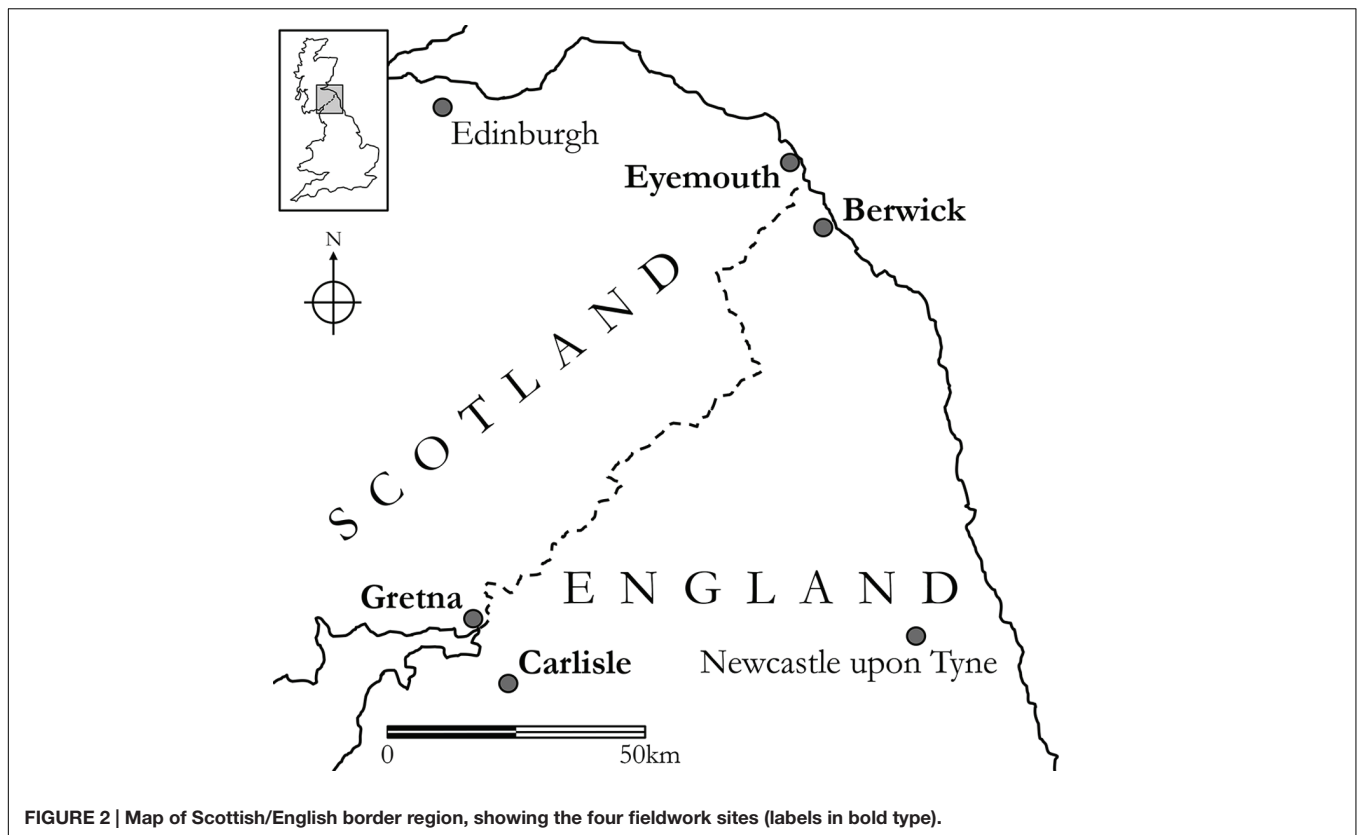 Edinburgh
Eyemouth
Berwick
N
SCOTLAND
ENGLAND
Gretna
Carlisle
Newcastle upon Tyne
0 50km
FIGURE 2 | Map of Scottish/English border region, showing the four fieldwork sites (labels in bold type).